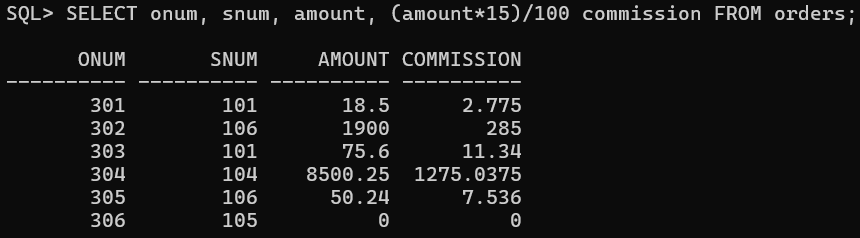 SQL> SELECT onum, snum, amount, (amount*15)/100 commission FROM orders;
      ONUM       SNUM     AMOUNT COMMISSION
---------- ---------- ---------- ----------
       301        101       18.5      2.775
       302        106       1900        285
       303        101       75.6      11.34
       304        104    8500.25  1275.0375
       305        106      50.24      7.536
       306        105          0          0